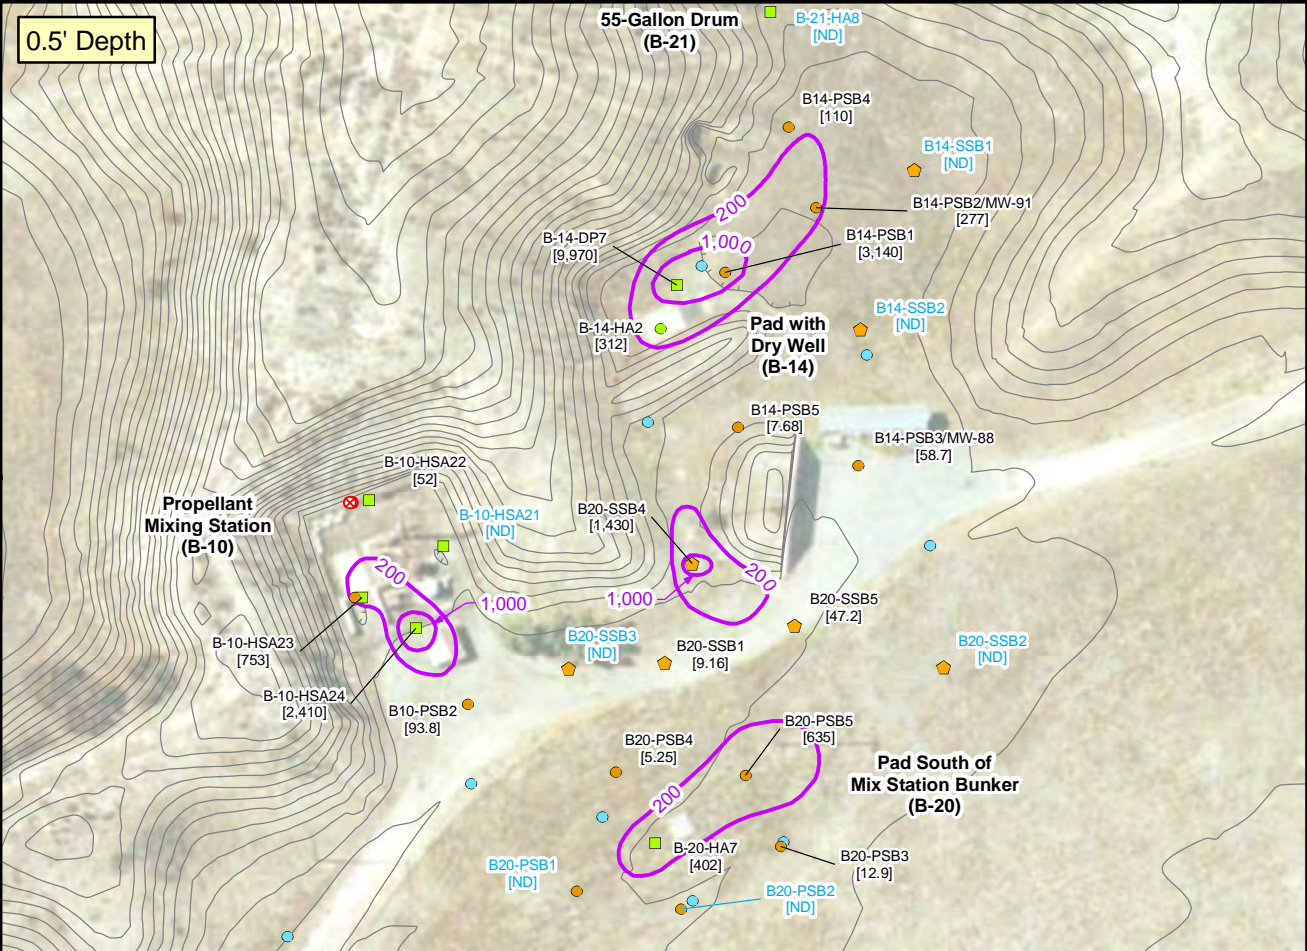 0.5' Depth
55-Gallon Drum
(B-21)
B-21-HA8
[ND]
B14-PSB4
[110]
B14-SSB1
[ND]
B14-PSB2/MW-91
[277]
200
B-14-DP7
[9,970]
1,000
B14-PSB1
[3,140]
B-14-HA2
[312]
Pad with
Dry Well
(B-14)
B14-SSB2
[ND]
B14-PSB5
[7.68]
B14-PSB3/MW-88
[58.7]
B-10-HSA22
[52]
Propellant
Mixing Station
(B-10)
B-10-HSA21
[ND]
B20-SSB4
[1,430]
200
1,000
1,000
200
B-10-HSA23
[753]
B-10-HSA24
[2,410]
B10-PSB2
[93.8]
B20-SSB3
[ND]
B20-SSB1
[9.16]
B20-SSB5
[47.2]
B20-SSB2
[ND]
B20-PSB4
[5.25]
B20-PSB5
[635]
200
Pad South of
Mix Station Bunker
(B-20)
B-20-HA7
[402]
B20-PSB3
[12.9]
B20-PSB1
[ND]
B20-PSB2
[ND]